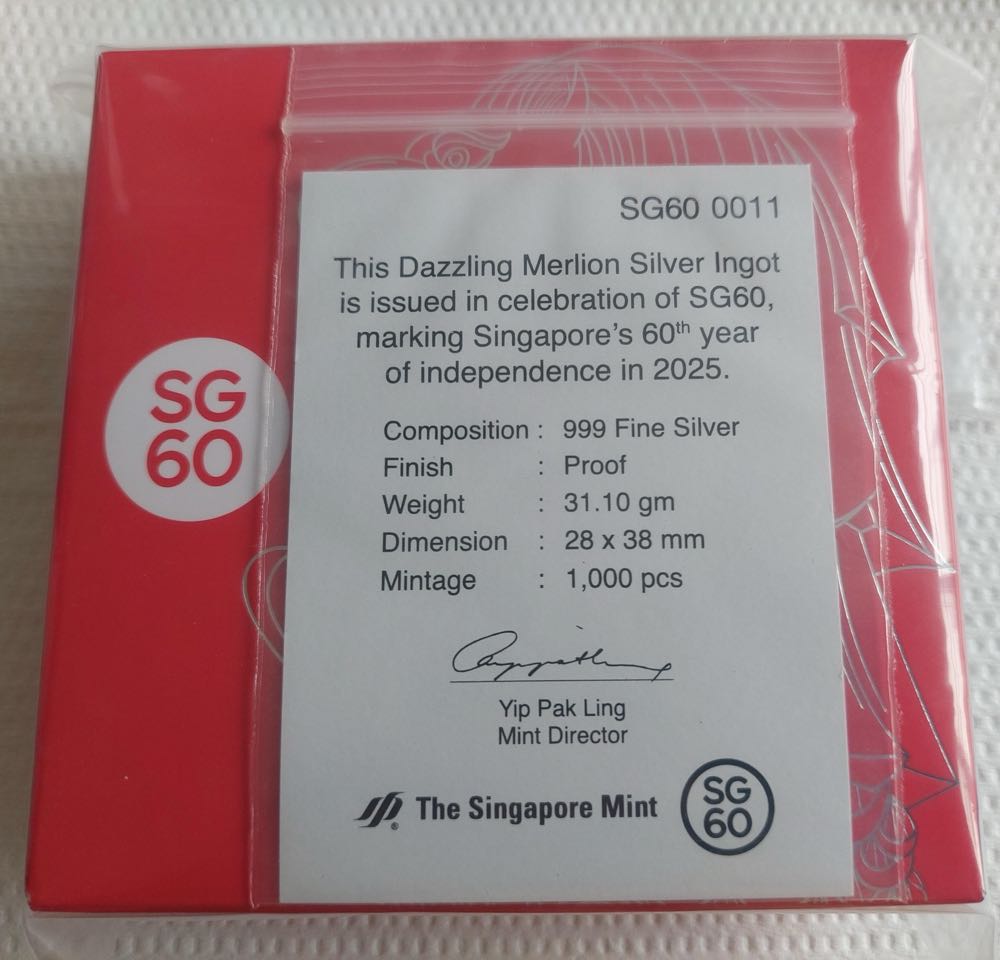 SG60 0011
This Dazzling Merlion Silver Ingot
is issued in celebration of SG60,
marking Singapore's 60th year
of independence in 2025.
Composition : 999 Fine Silver
Finish : Proof
Weight : 31.10 gm
Dimension : 28 x 38 mm
Mintage : 1,000 pcs
Yip Pak Ling
Mint Director
The Singapore Mint
SG
60
SG
60